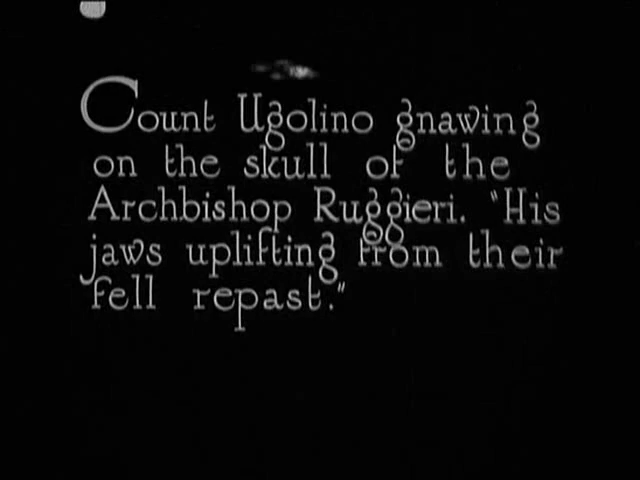 Count Ugolino gnawing
on the skull of the
Archbishop Ruggieri. "His
jaws uplifting from their
fell repast."